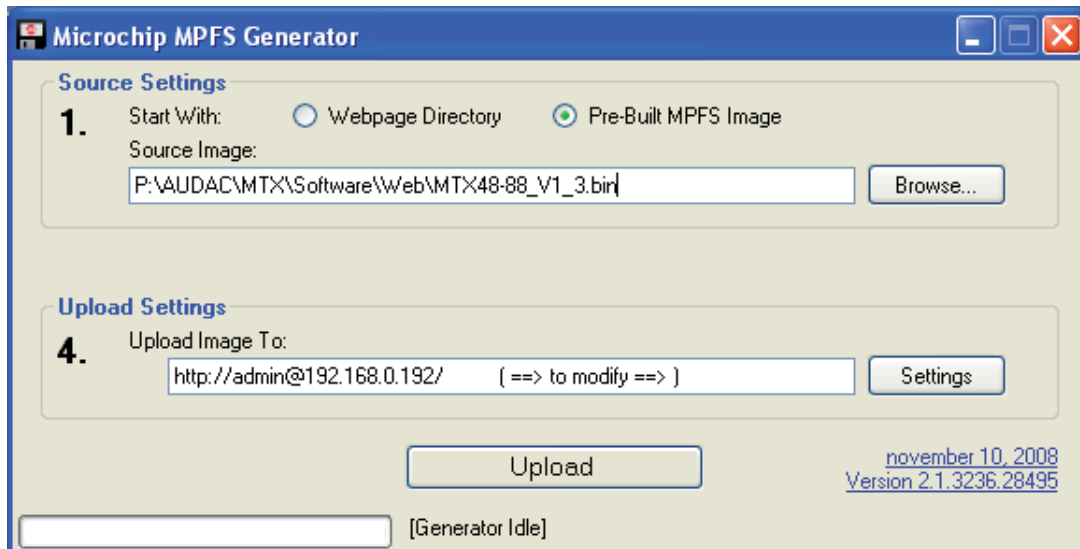 Microchip MPFS Generator
Source Settings
1.
Start With:
Webpage Directory
Pre-Built MPFS Image
Source Image:
P:\AUDAC\MTX\Software\Web\MTX48-88_V1_3.bin
Browse...
Upload Settings
4.
Upload Image To:
http://admin@192.168.0.192/ ( ==> to modify ==> )
Settings
Upload
november 10, 2008
Version 2.1.3236.28495
[Generator Idle]